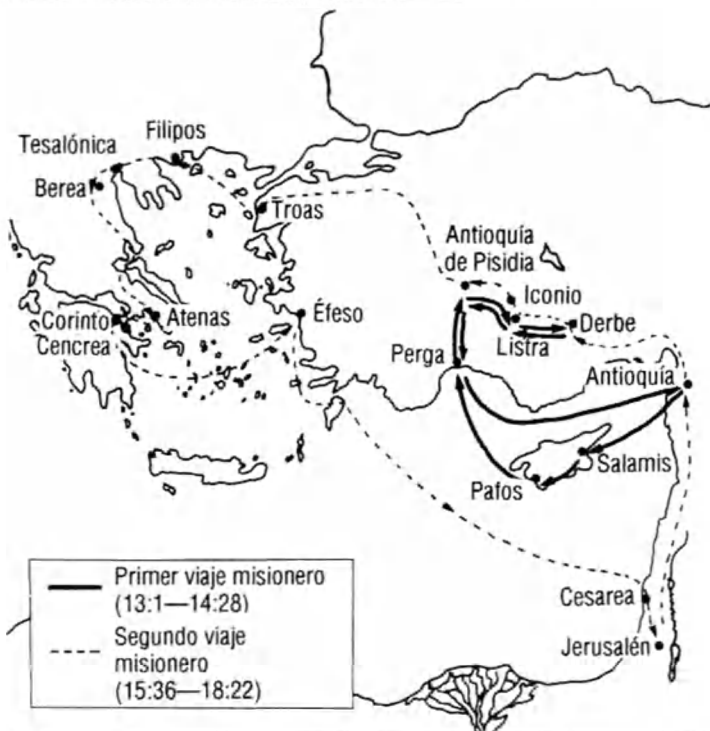 Filipos
Tesalónica
Berea
Troas
Antioquía
de Pisidia
Iconio
Corinto
Cencrea
Atenas
Éfeso
Derbe
Listra
Perga
Antioquía
Salamis
Pafos
Primer viaje misionero
(13:1—14:28)
Segundo viaje
misionero
(15:36—18:22)
Cesarea
Jerusalén